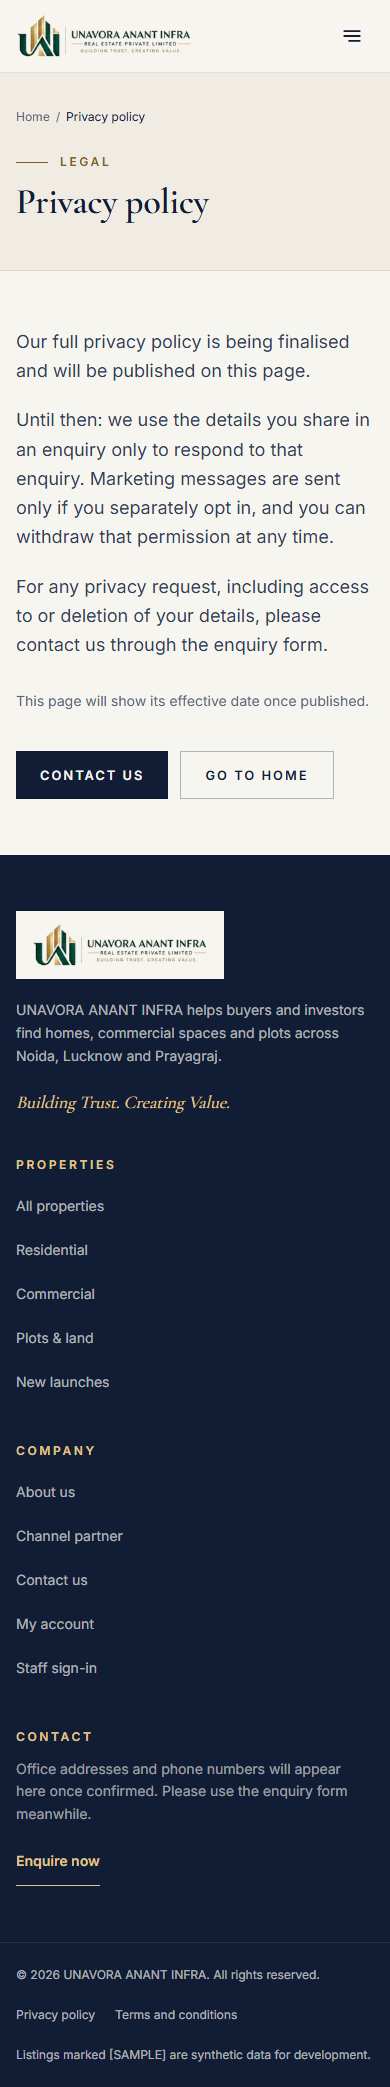 UNAVORA ANANT INFRA
REAL ESTATE PRIVATE LIMITED
BUILDING TRUST. CREATING VALUE.
Home / Privacy policy
LEGAL
Privacy policy
Our full privacy policy is being finalised
and will be published on this page.
Until then: we use the details you share in
an enquiry only to respond to that
enquiry. Marketing messages are sent
only if you separately opt in, and you can
withdraw that permission at any time.
For any privacy request, including access
to or deletion of your details, please
contact us through the enquiry form.
This page will show its effective date once published.
CONTACT US
GO TO HOME
UNAVORA ANANT INFRA
REAL ESTATE PRIVATE LIMITED
BUILDING TRUST. CREATING VALUE.
UNAVORA ANANT INFRA helps buyers and investors
find homes, commercial spaces and plots across
Noida, Lucknow and Prayagraj.
Building Trust. Creating Value.
PROPERTIES
All properties
Residential
Commercial
Plots & land
New launches
COMPANY
About us
Channel partner
Contact us
My account
Staff sign-in
CONTACT
Office addresses and phone numbers will appear
here once confirmed. Please use the enquiry form
meanwhile.
Enquire now
© 2026 UNAVORA ANANT INFRA. All rights reserved.
Privacy policy Terms and conditions
Listings marked [SAMPLE] are synthetic data for development.